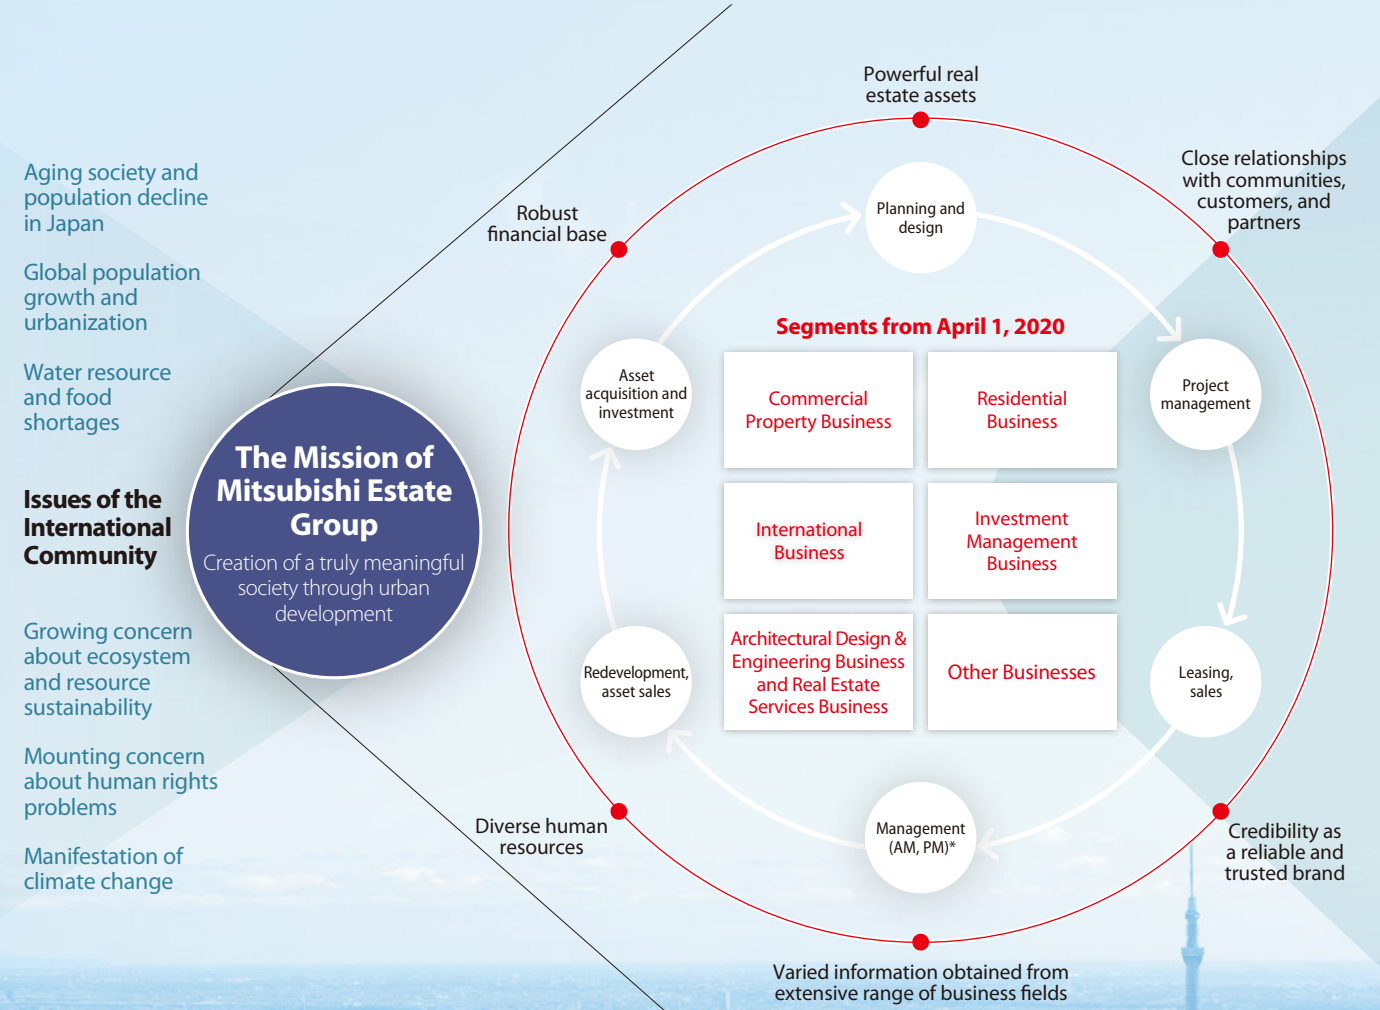 Aging society and
population decline
in Japan
Global population
growth and
urbanization
Water resource
and food
shortages
Issues of the
International
Community
Growing concern
about ecosystem
and resource
sustainability
Mounting concern
about human rights
problems
Manifestation of
climate change
The Mission of
Mitsubishi Estate
Group
Creation of a truly meaningful
society through urban
development
Powerful real
estate assets
Close relationships
with communities,
customers, and
partners
Credibility as
a reliable and
trusted brand
Varied information obtained from
extensive range of business fields
Diverse human
resources
Robust
financial base
Planning and
design
Project
management
Leasing,
sales
Management
(AM, PM)*
Redevelopment,
asset sales
Asset
acquisition and
investment
Segments from April 1, 2020
Commercial
Property Business
Residential
Business
International
Business
Investment
Management
Business
Architectural Design &
Engineering Business
and Real Estate
Services Business
Other Businesses